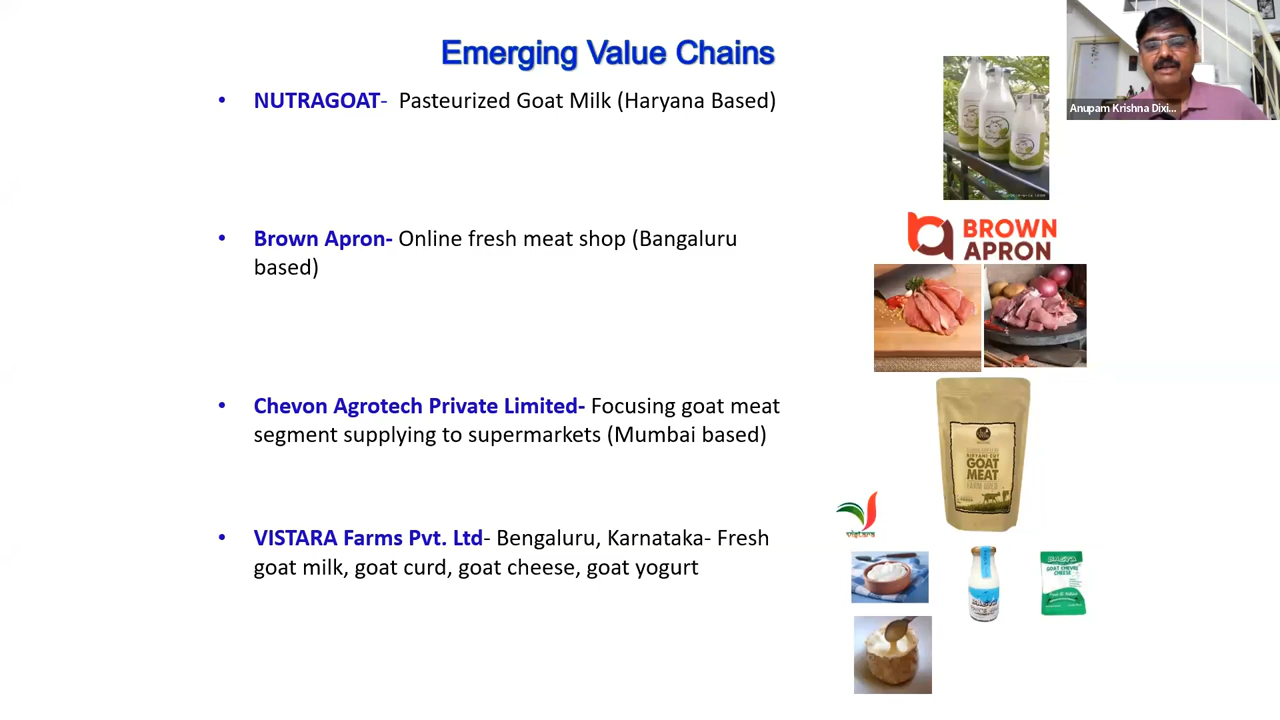 Emerging Value Chains
• NUTRAGOAT- Pasteurized Goat Milk (Haryana Based)
Anupam Krishna Dixi...
• Brown Apron- Online fresh meat shop (Bangaluru
based)
BROWN
APRON
• Chevon Agrotech Private Limited- Focusing goat meat
segment supplying to supermarkets (Mumbai based)
GOAT
MEAT
• VISTARA Farms Pvt. Ltd- Bengaluru, Karnataka- Fresh
goat milk, goat curd, goat cheese, goat yogurt
CHEESE